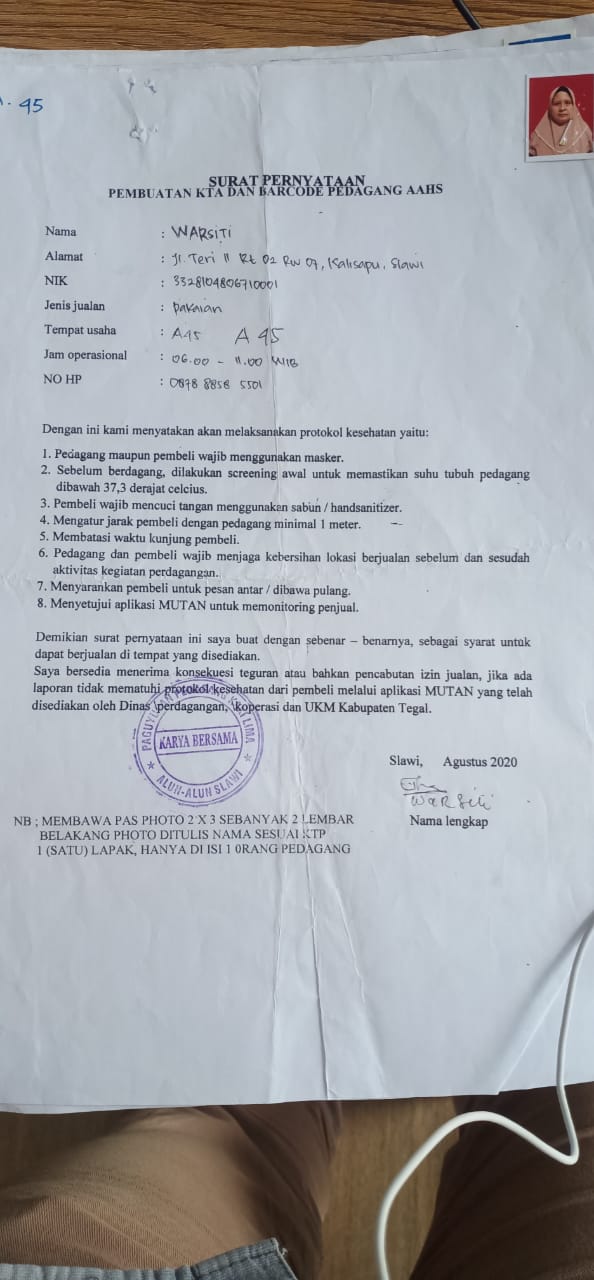 . 45
SURAT PERNYATAAN
PEMBUATAN KTA DAN BARCODE PEDAGANG AAHS
Nama : WARSITI
Alamat : Jl. Teri II Rt 02 Rw 07, Kalisapu, Slawi
NIK : 3328104806710001
Jenis jualan : pakaian
Tempat usaha : A45 A 45
Jam operasional : 06.00 - 11.00 WIB
NO HP : 0878 8858 5501
Dengan ini kami menyatakan akan melaksanakan protokol kesehatan yaitu:
1. Pedagang maupun pembeli wajib menggunakan masker.
2. Sebelum berdagang, dilakukan screening awal untuk memastikan suhu tubuh pedagang
dibawah 37,3 derajat celcius.
3. Pembeli wajib mencuci tangan menggunakan sabun / handsanitizer.
4. Mengatur jarak pembeli dengan pedagang minimal 1 meter.
5. Membatasi waktu kunjung pembeli.
6. Pedagang dan pembeli wajib menjaga kebersihan lokasi berjualan sebelum dan sesudah
aktivitas kegiatan perdagangan.
7. Menyarankan pembeli untuk pesan antar / dibawa pulang.
8. Menyetujui aplikasi MUTAN untuk memonitoring penjual.
Demikian surat pernyataan ini saya buat dengan sebenar – benarnya, sebagai syarat untuk
dapat berjualan di tempat yang disediakan.
Saya bersedia menerima konsekuesi teguran atau bahkan pencabutan izin jualan, jika ada
laporan tidak mematuhi protokol kesehatan dari pembeli melalui aplikasi MUTAN yang telah
disediakan oleh Dinas perdagangan, koperasi dan UKM Kabupaten Tegal.
PAGUYUBAN PEDAGANG KAKI LIMA
KARYA BERSAMA
ALUN-ALUN SLAWI
Slawi, Agustus 2020
WARSITI
Nama lengkap
NB ; MEMBAWA PAS PHOTO 2 X 3 SEBANYAK 2 LEMBAR
BELAKANG PHOTO DITULIS NAMA SESUAI KTP
1 (SATU) LAPAK, HANYA DI ISI 1 0RANG PEDAGANG